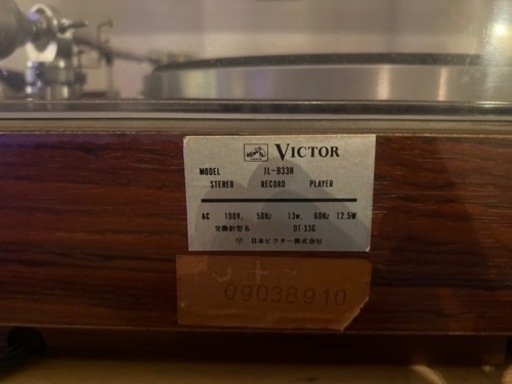 VICTOR
MODEL JL-B33H
STEREO RECORD PLAYER
AC 100V, 50Hz 13w, 60Hz 12.5W
交換針型名 DT 33G
日本ビクター株式会社
09038910